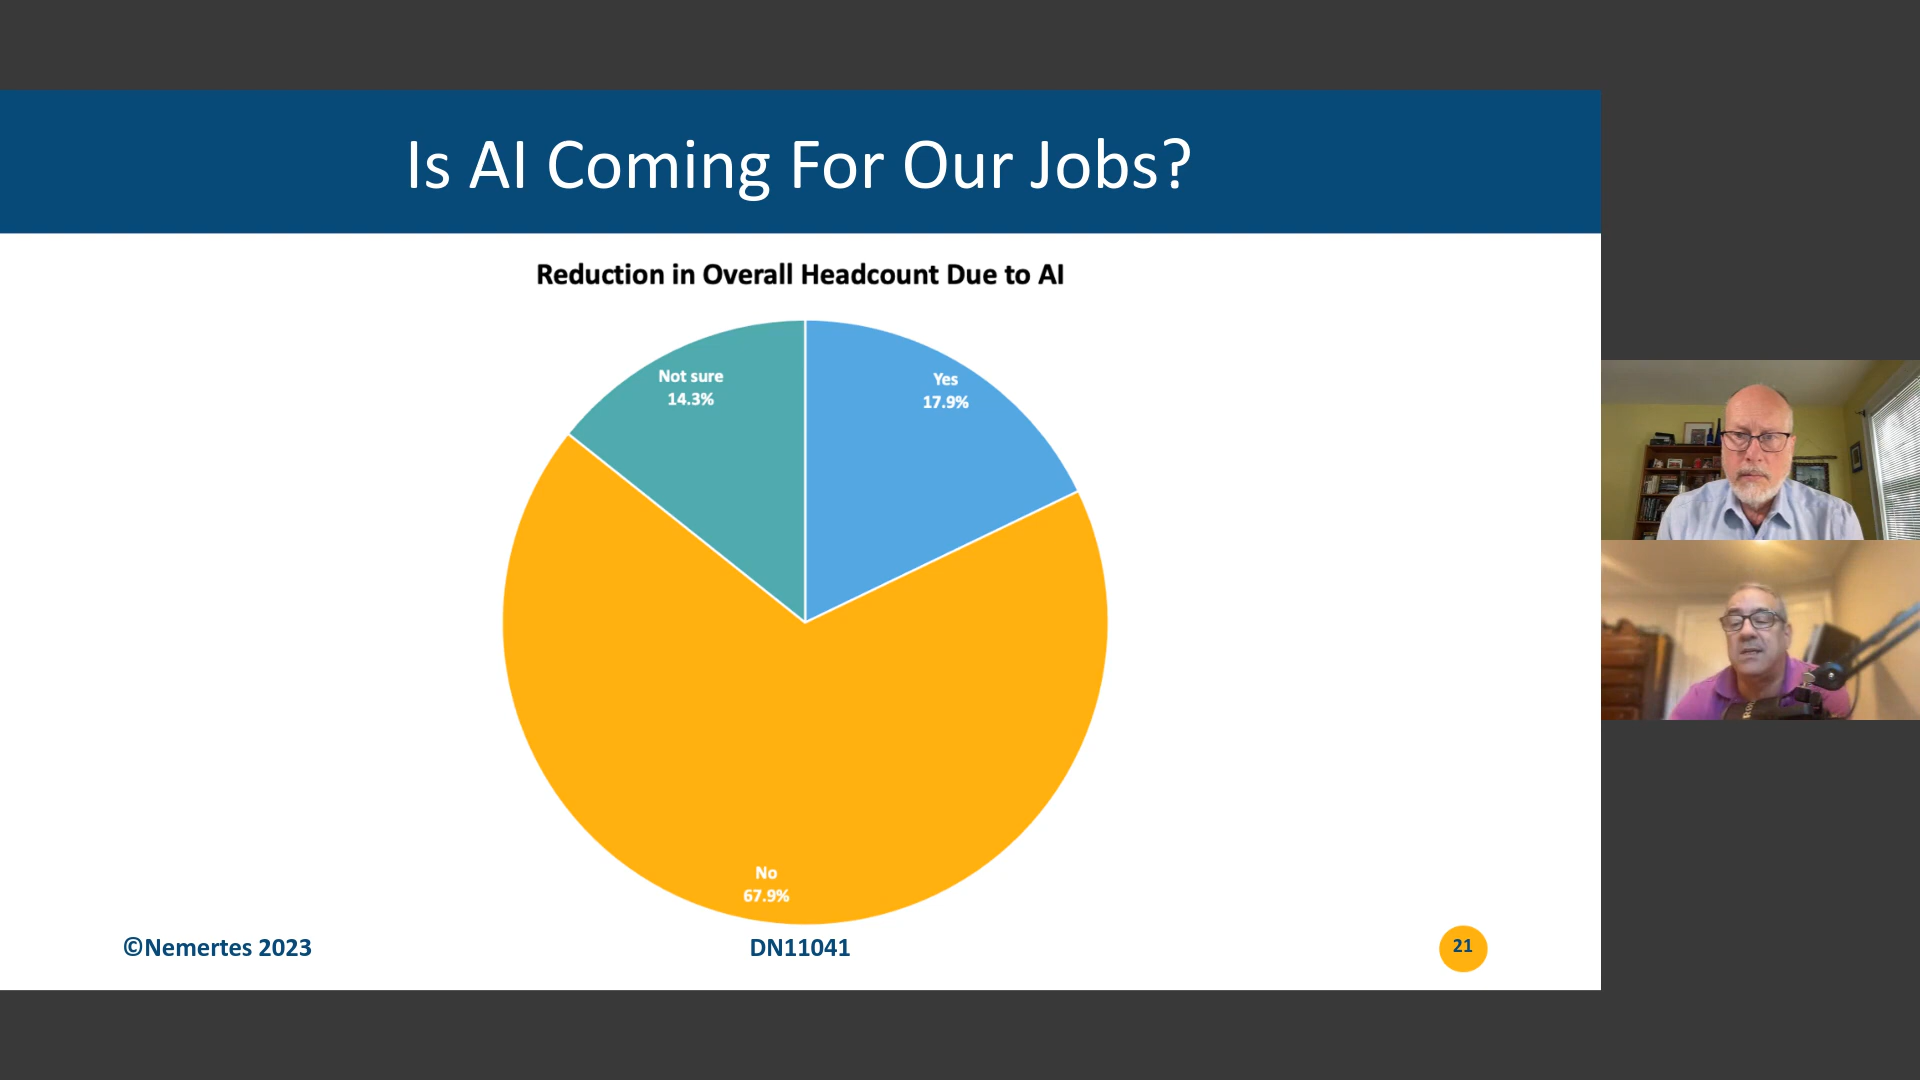 Is AI Coming For Our Jobs?
Reduction in Overall Headcount Due to AI
Not sure
14.3%
Yes
17.9%
No
67.9%
©Nemertes 2023
DN11041
21